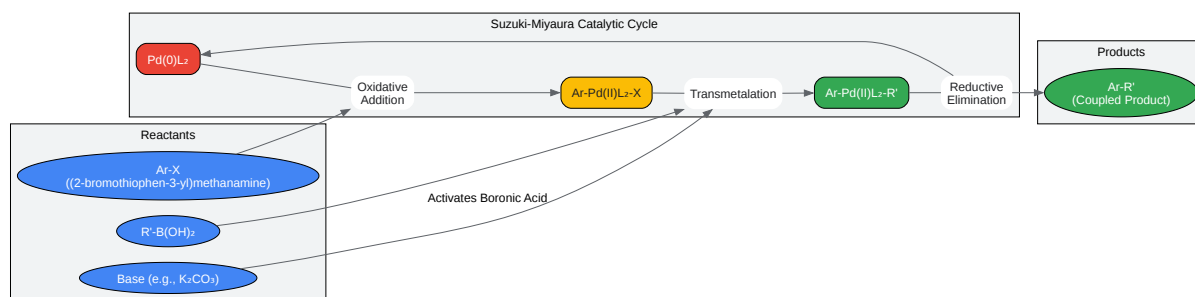 Suzuki-Miyaura Catalytic Cycle
Pd(0)L₂
Oxidative
Addition
Ar-Pd(II)L₂-X
Transmetalation
Ar-Pd(II)L₂-R'
Reductive
Elimination
Products
Ar-R'
(Coupled Product)
Reactants
Ar-X
((2-bromothiophen-3-yl)methanamine)
R'-B(OH)₂
Activates Boronic Acid
Base (e.g., K₂CO₃)